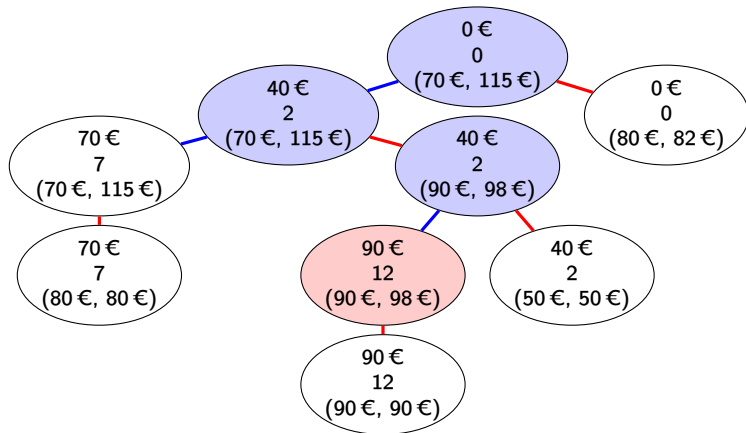 0 €
0
(70 €, 115 €)
40 €
2
(70 €, 115 €)
0 €
0
(80 €, 82 €)
70 €
7
(70 €, 115 €)
40 €
2
(90 €, 98 €)
70 €
7
(80 €, 80 €)
90 €
12
(90 €, 98 €)
40 €
2
(50 €, 50 €)
90 €
12
(90 €, 90 €)